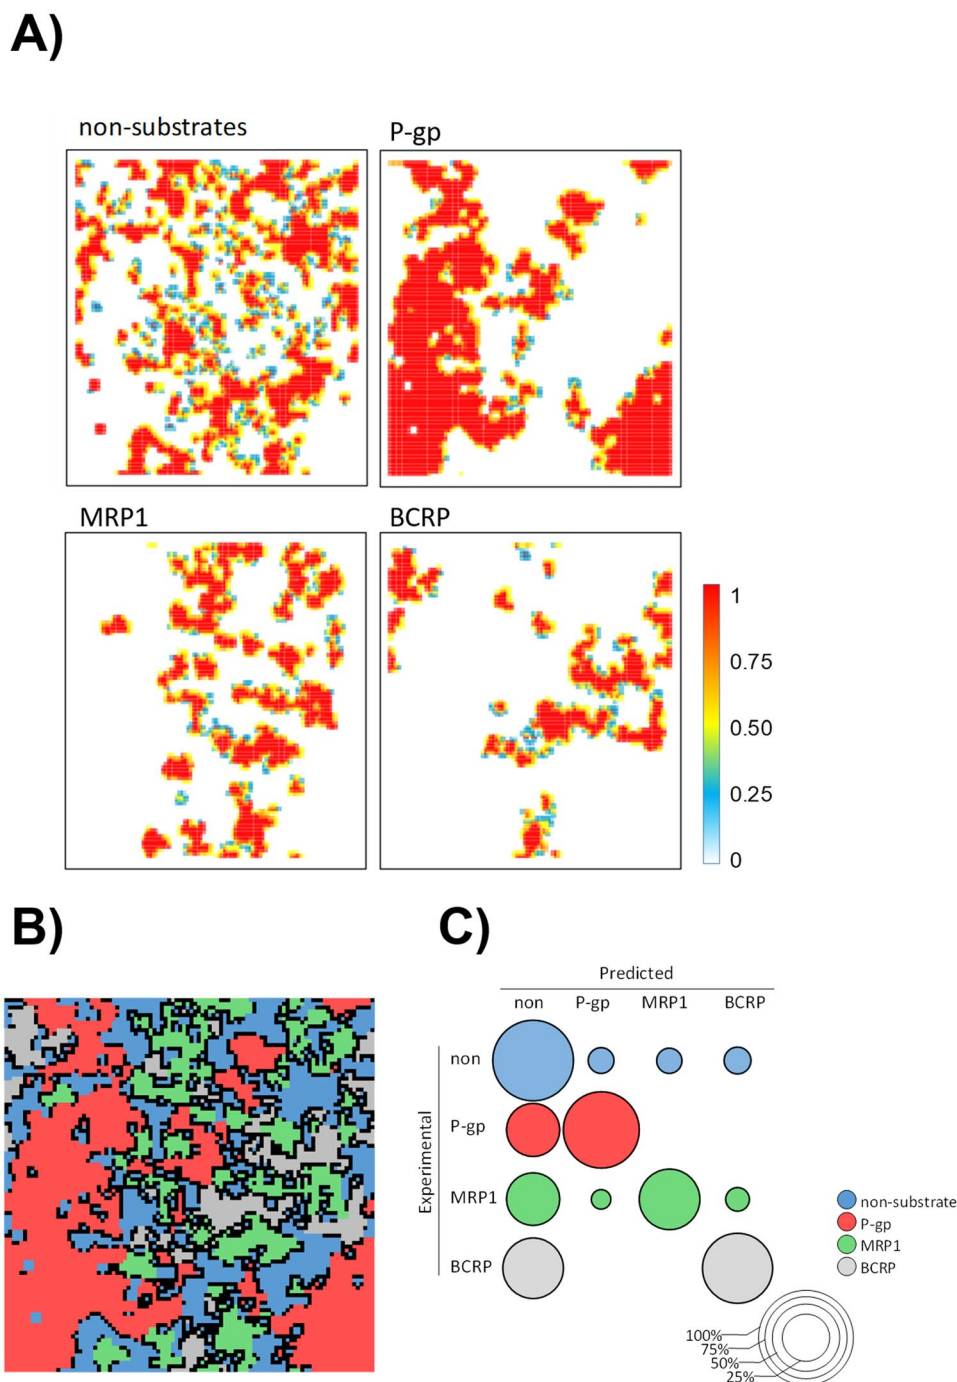 A)
non-substrates
P-gp
MRP1
BCRP
1
0.75
0.50
0.25
0
B)
C)
Predicted
non P-gp MRP1 BCRP
Experimental
non
P-gp
MRP1
BCRP
non-substrate
P-gp
MRP1
BCRP
100%
75%
50%
25%